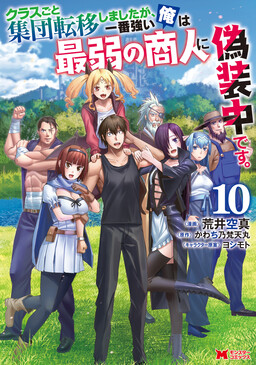 クラスごと
集団転移しましたが、
一番強い俺は
最弱の商人に
偽装中です。
10
漫画 荒井空真
原作 かわち乃梵天丸
キャラクター原案 ヨシモト